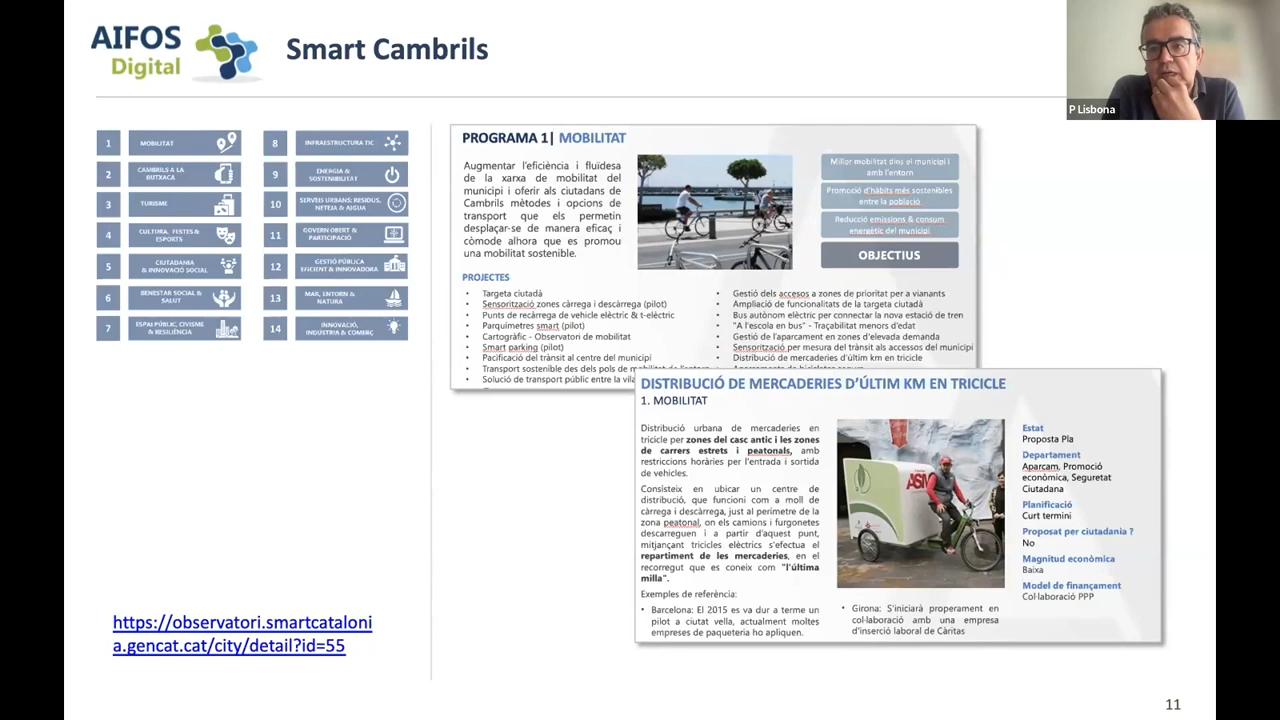 AIFOS
Digital
Smart Cambrils
P Lisbona
1 MOBILITAT
2 CAMBRILS A LA
BUTXACA
3 TURISME
4 CULTURA, FESTES &
ESPORTS
5 CIUTADANIA
& INNOVACIÓ SOCIAL
6 BENESTAR SOCIAL &
SALUT
7 ESPAI PÚBLIC, CIVISME
& RESILIÈNCIA
8 INFRAESTRUCTURA TIC
9 ENERGIA &
SOSTENIBILITAT
10 SERVEIS URBANS: RESIDUS,
NETEJA & AIGUA
11 GOVERN OBERT &
PARTICIPACIÓ
12 GESTIÓ PÚBLICA
EFICIENT & INNOVADORA
13 MAR, ENTORN &
NATURA
14 INNOVACIÓ,
INDÚSTRIA & COMERÇ
https://observatori.smartcataloni
a.gencat.cat/city/detail?id=55
PROGRAMA 1| MOBILITAT
Augmentar l'eficiència i fluïdesa
de la xarxa de mobilitat del
municipi i oferir als ciutadans de
Cambrils mètodes i opcions de
transport que els permetin
desplaçar-se de manera eficaç i
còmode alhora que es promou
una mobilitat sostenible.
Millor mobilitat dins el municipi i
amb l'entorn
Promoció d'hàbits més sostenibles
entre la població
Reducció emissions & consum
energètic del municipi
OBJECTIUS
PROJECTES
• Targeta ciutadà
• Sensorització zones càrrega i descàrrega (pilot)
• Punts de recàrrega de vehicle elèctric & t-elèctric
• Parquímetres smart (pilot)
• Cartogràfic - Observatori de mobilitat
• Smart parking (pilot)
• Pacificació del trànsit al centre del municipi
• Transport sostenible des dels pols de
• Solució de transport públic entre la vila
• Gestió dels accesos a zones de prioritat per a vianants
• Ampliació de funcionalitats de la targeta ciutadà
• Bus autònom elèctric per connectar la nova estació de tren
• "A l'escola en bus" - Traçabilitat menors d'edat
• Gestió de l'aparcament en zones d'elevada demanda
• Sensorització per mesura del trànsit als accessos del municipi
• Distribució de mercaderies d'últim km en tricicle
DISTRIBUCIÓ DE MERCADERIES D'ÚLTIM KM EN TRICICLE
1. MOBILITAT
Distribució urbana de mercaderies en
tricicle per zones del casc antic i les zones
de carrers estrets i peatonals, amb
restriccions horàries per l'entrada i sortida
de vehicles.
Consisteix en ubicar un centre de
distribució, que funcioni com a moll de
càrrega i descàrrega, just al perímetre de la
zona peatonal, on els camions i furgonetes
descarreguen i a partir d'aquest punt,
mitjançant tricicles elèctrics s'efectua el
repartiment de les mercaderies, en el
recorregut que es coneix com "l'última
milla".
Exemples de referència:
• Barcelona: El 2015 es va dur a terme un
pilot a ciutat vella, actualment moltes
empreses de paqueteria ho apliquen.
ASM
• Girona: S'iniciarà properament en
col·laboració amb una empresa
d'inserció laboral de Càritas
Estat
Proposta Pla
Departament
Aparcam, Promoció
econòmica, Seguretat
Ciutadana
Planificació
Curt termini
Proposat per ciutadania ?
No
Magnitud econòmica
Baixa
Model de finançament
Col·laboració PPP
11